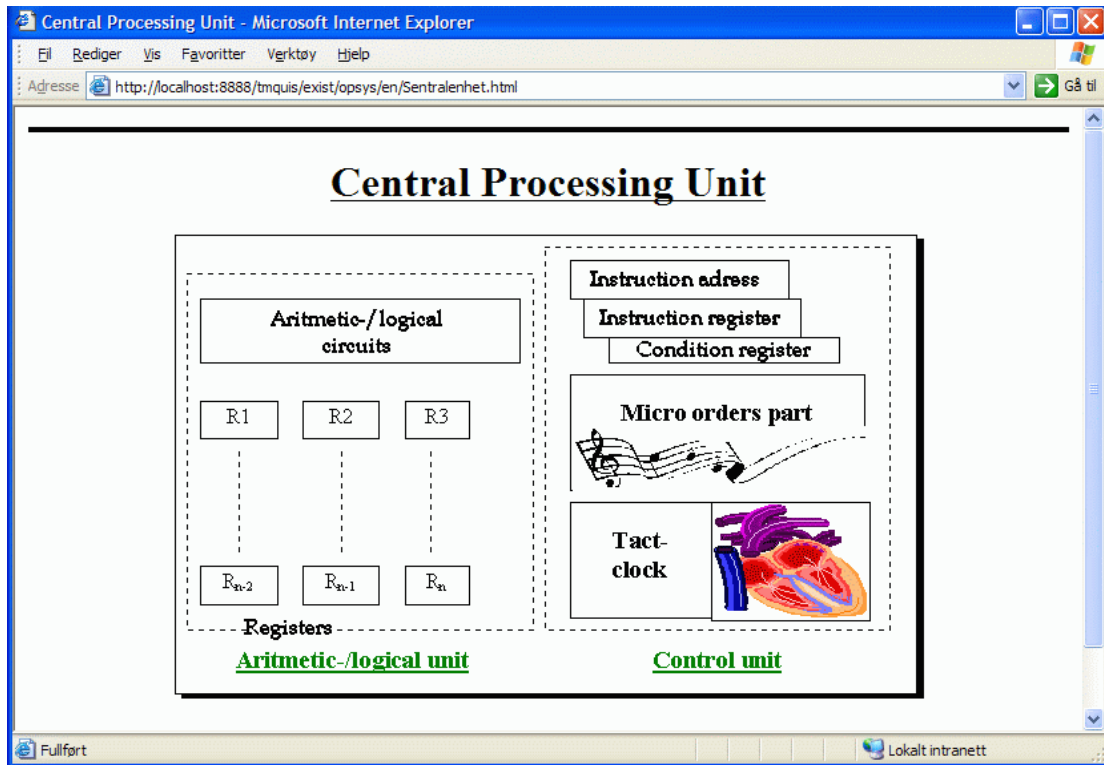 Central Processing Unit - Microsoft Internet Explorer
Fil Rediger Vis Favoritter Verktøy Hjelp
Adresse http://localhost:8888/tmquis/exist/opsys/en/Sentralenhet.html Gå til
Central Processing Unit
Aritmetic-/logical
circuits
R1 R2 R3
Rn-2 Rn-1 Rn
Registers
Aritmetic-/logical unit
Instruction adress
Instruction register
Condition register
Micro orders part
Tact-
clock
Control unit
Fullført Lokalt intranett